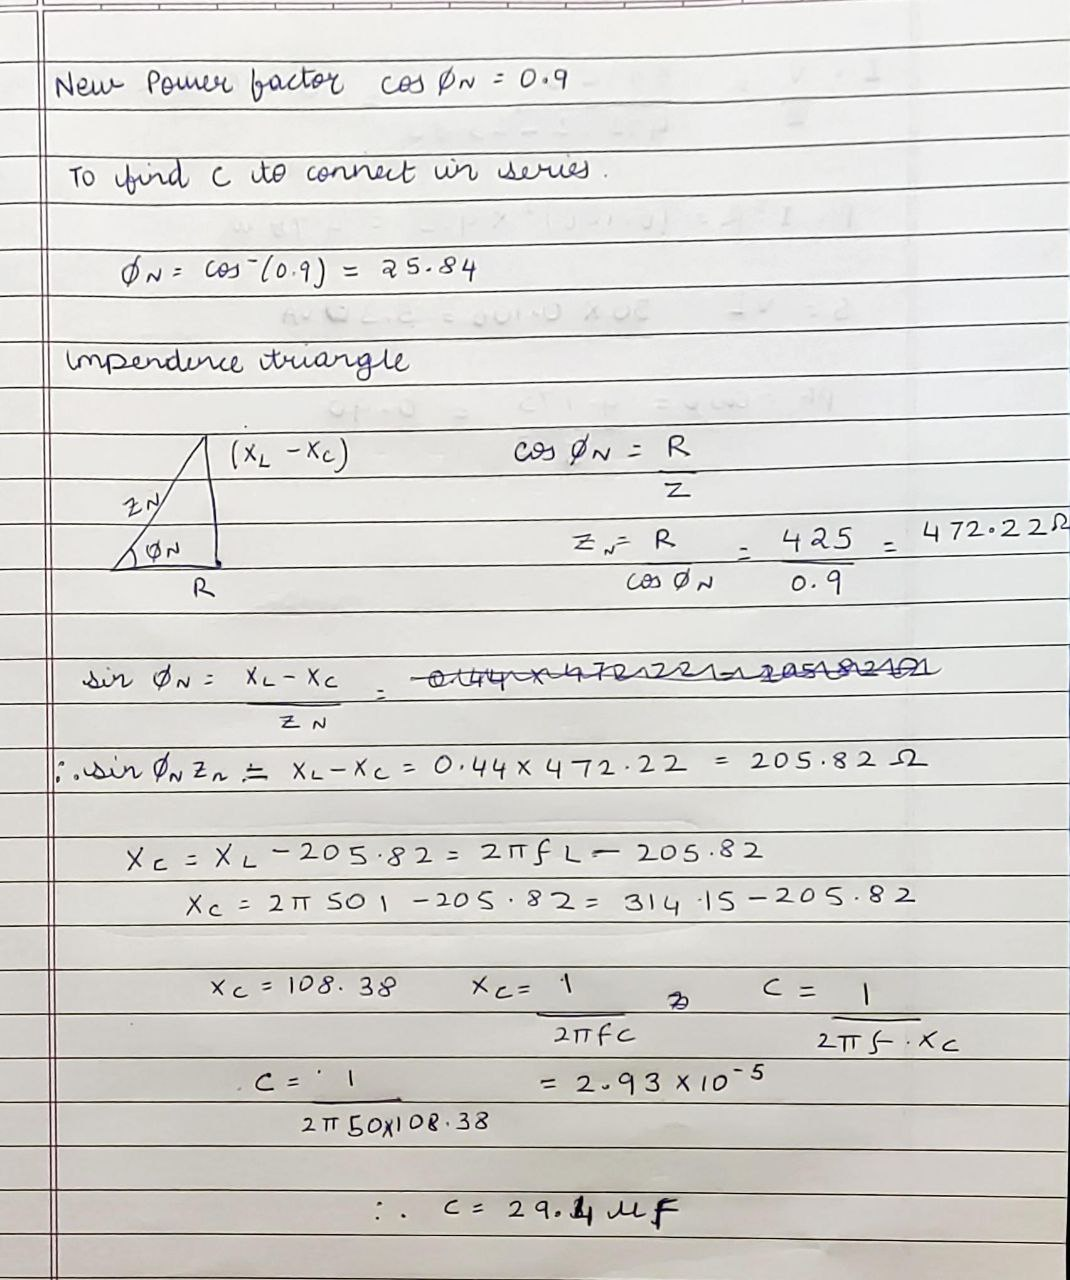 New Power factor cos ØN = 0.9
To find C to connect in series.
ØN = cos⁻(0.9) = 25.84
impendence triangle
(XL - XC)
ZN
ØN
R
cos ØN = R / Z
ZN = R / cos ØN = 425 / 0.9 = 472.22 Ω
sin ØN = XL - XC / ZN =
∴ sin ØN Zn = XL - XC = 0.44 × 472.22 = 205.82 Ω
XC = XL - 205.82 = 2πfL - 205.82
XC = 2π 50 1 - 205.82 = 314.15 - 205.82
XC = 108.38 XC = 1 / 2πfC C = 1 / 2πf . XC
C = 1 / 2π 50×108.38 = 2.93 × 10⁻⁵
∴ C = 29. µF